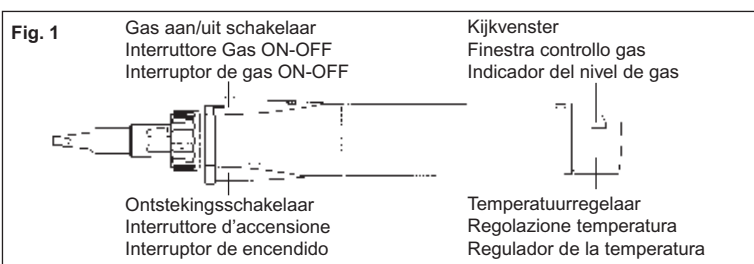 Fig. 1
Gas aan/uit schakelaar
Interruttore Gas ON-OFF
Interruptor de gas ON-OFF
Kijkvenster
Finestra controllo gas
Indicador del nivel de gas
Ontstekingsschakelaar
Interruttore d’accensione
Interruptor de encendido
Temperatuurregelaar
Regolazione temperatura
Regulador de la temperatura